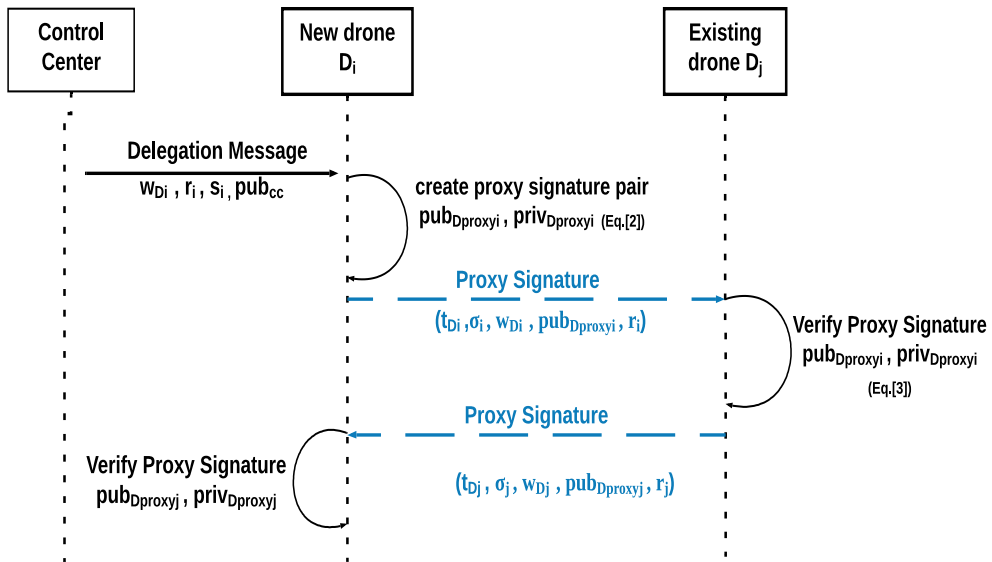 Control
Center
New drone
Di
Existing
drone Dj
Delegation Message
wDi , ri , si , pubcc
create proxy signature pair
pubDproxyi , privDproxyi (Eq.[2])
Proxy Signature
(tDi ,σi , wDi , pubDproxyi , ri)
Verify Proxy Signature
pubDproxyi , privDproxyi
(Eq.[3])
Proxy Signature
(tDj , σj , wDj , pubDproxyj , rj)
Verify Proxy Signature
pubDproxyj , privDproxyj